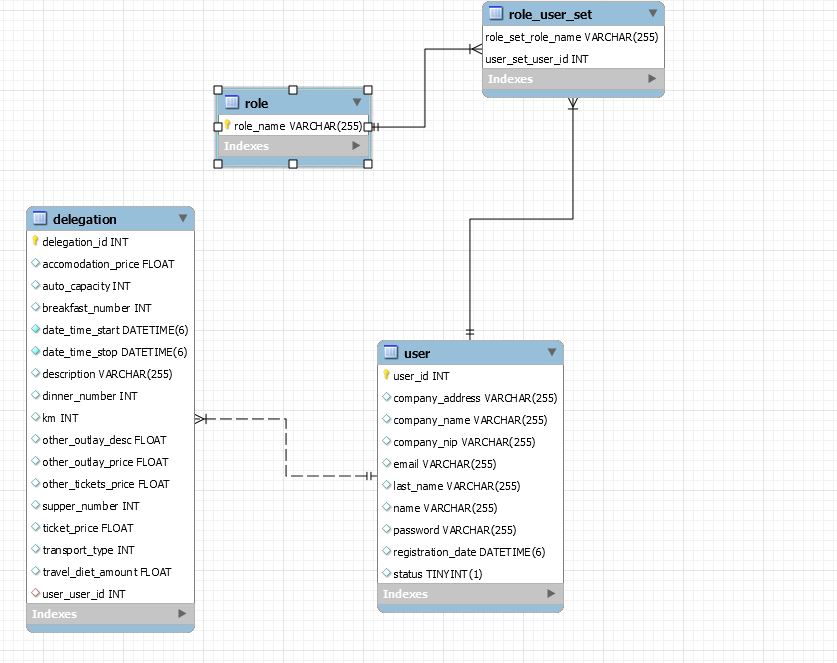 role_user_set
role_set_role_name VARCHAR(255)
user_set_user_id INT
Indexes
role
role_name VARCHAR(255)
Indexes
delegation
delegation_id INT
accomodation_price FLOAT
auto_capacity INT
breakfast_number INT
date_time_start DATETIME(6)
date_time_stop DATETIME(6)
description VARCHAR(255)
dinner_number INT
km INT
other_outlay_desc FLOAT
other_outlay_price FLOAT
other_tickets_price FLOAT
supper_number INT
ticket_price FLOAT
transport_type INT
travel_diet_amount FLOAT
user_user_id INT
Indexes
user
user_id INT
company_address VARCHAR(255)
company_name VARCHAR(255)
company_nip VARCHAR(255)
email VARCHAR(255)
last_name VARCHAR(255)
name VARCHAR(255)
password VARCHAR(255)
registration_date DATETIME(6)
status TINYINT(1)
Indexes